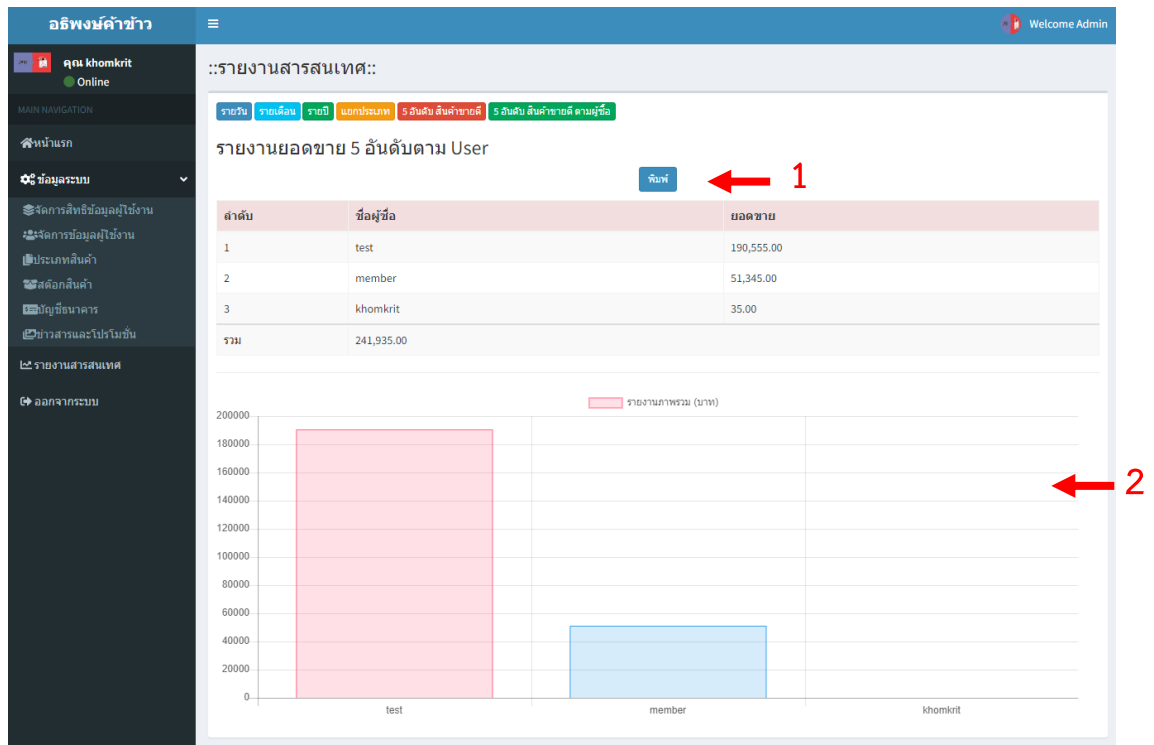 อธิพงษ์ค้าข้าว
Welcome Admin
คุณ khomkrit
Online
MAIN NAVIGATION
หน้าแรก
ข้อมูลระบบ
จัดการสิทธิข้อมูลผู้ใช้งาน
จัดการข้อมูลผู้ใช้งาน
ประเภทสินค้า
สต๊อกสินค้า
บัญชีธนาคาร
ข่าวสารและโปรโมชั่น
รายงานสารสนเทศ
ออกจากระบบ
::รายงานสารสนเทศ::
รายวัน รายเดือน รายปี แยกประเภท 5 อันดับ สินค้าขายดี 5 อันดับ สินค้าขายดี ตามผู้ซื้อ
รายงานยอดขาย 5 อันดับตาม User
พิมพ์ 1
ลำดับ ชื่อผู้ซื้อ ยอดขาย
1 test 190,555.00
2 member 51,345.00
3 khomkrit 35.00
รวม 241,935.00
รายงานภาพรวม (บาท)
200000
180000
160000
2
140000
120000
100000
80000
60000
40000
20000
0
test member khomkrit